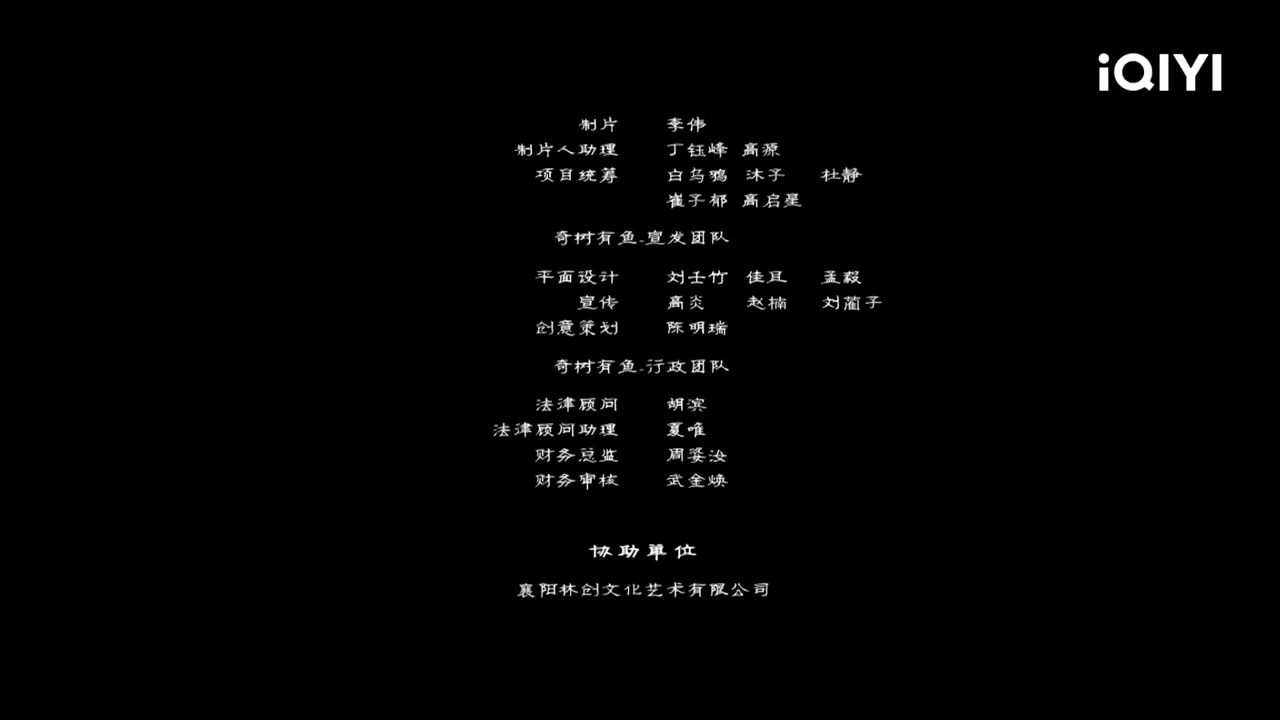 iQIYI
制片 李伟
制片人助理 丁钰峰 高源
项目统筹 白乌鸦 沐子 杜静
崔子郁 高启星
奇树有鱼-宣发团队
平面设计 刘壬竹 佳旦 孟毅
宣传 高炎 赵楠 刘蔺子
创意策划 陈明瑞
奇树有鱼-行政团队
法律顾问 胡滨
法律顾问助理 夏唯
财务总监 周姿汝
财务审核 武金焕
协助单位
襄阳林创文化艺术有限公司